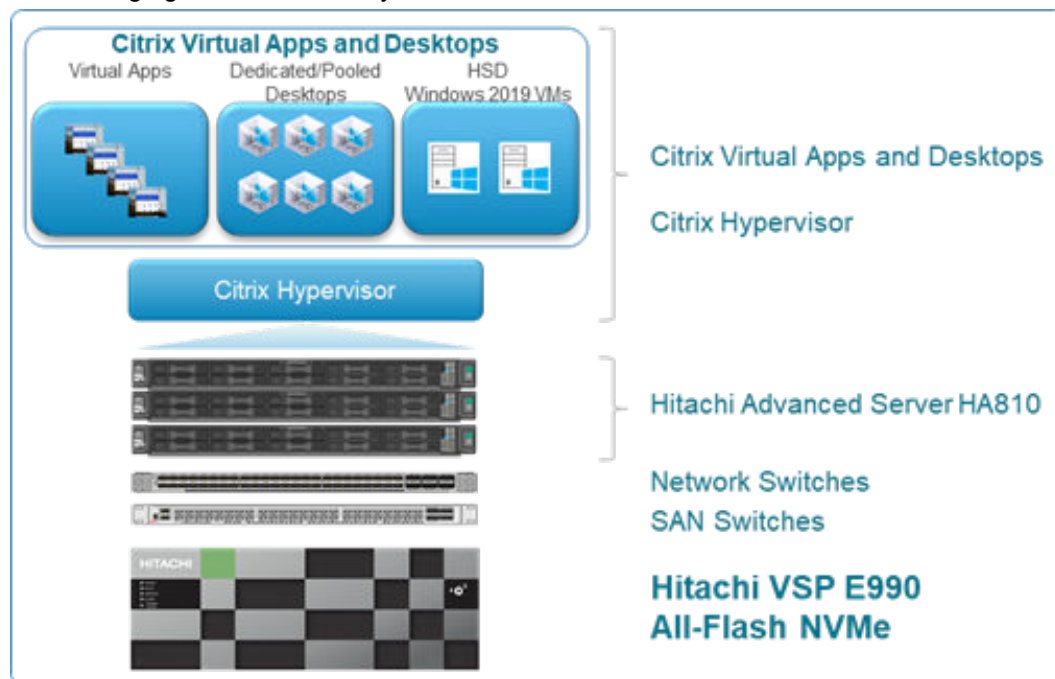 Citrix Virtual Apps and Desktops
Virtual Apps
Dedicated/Pooled
Desktops
HSD
Windows 2019 VMs
Citrix Virtual Apps and Desktops
Citrix Hypervisor
Citrix Hypervisor
Hitachi Advanced Server HA810
Network Switches
SAN Switches
HITACHI
Hitachi VSP E990
All-Flash NVMe